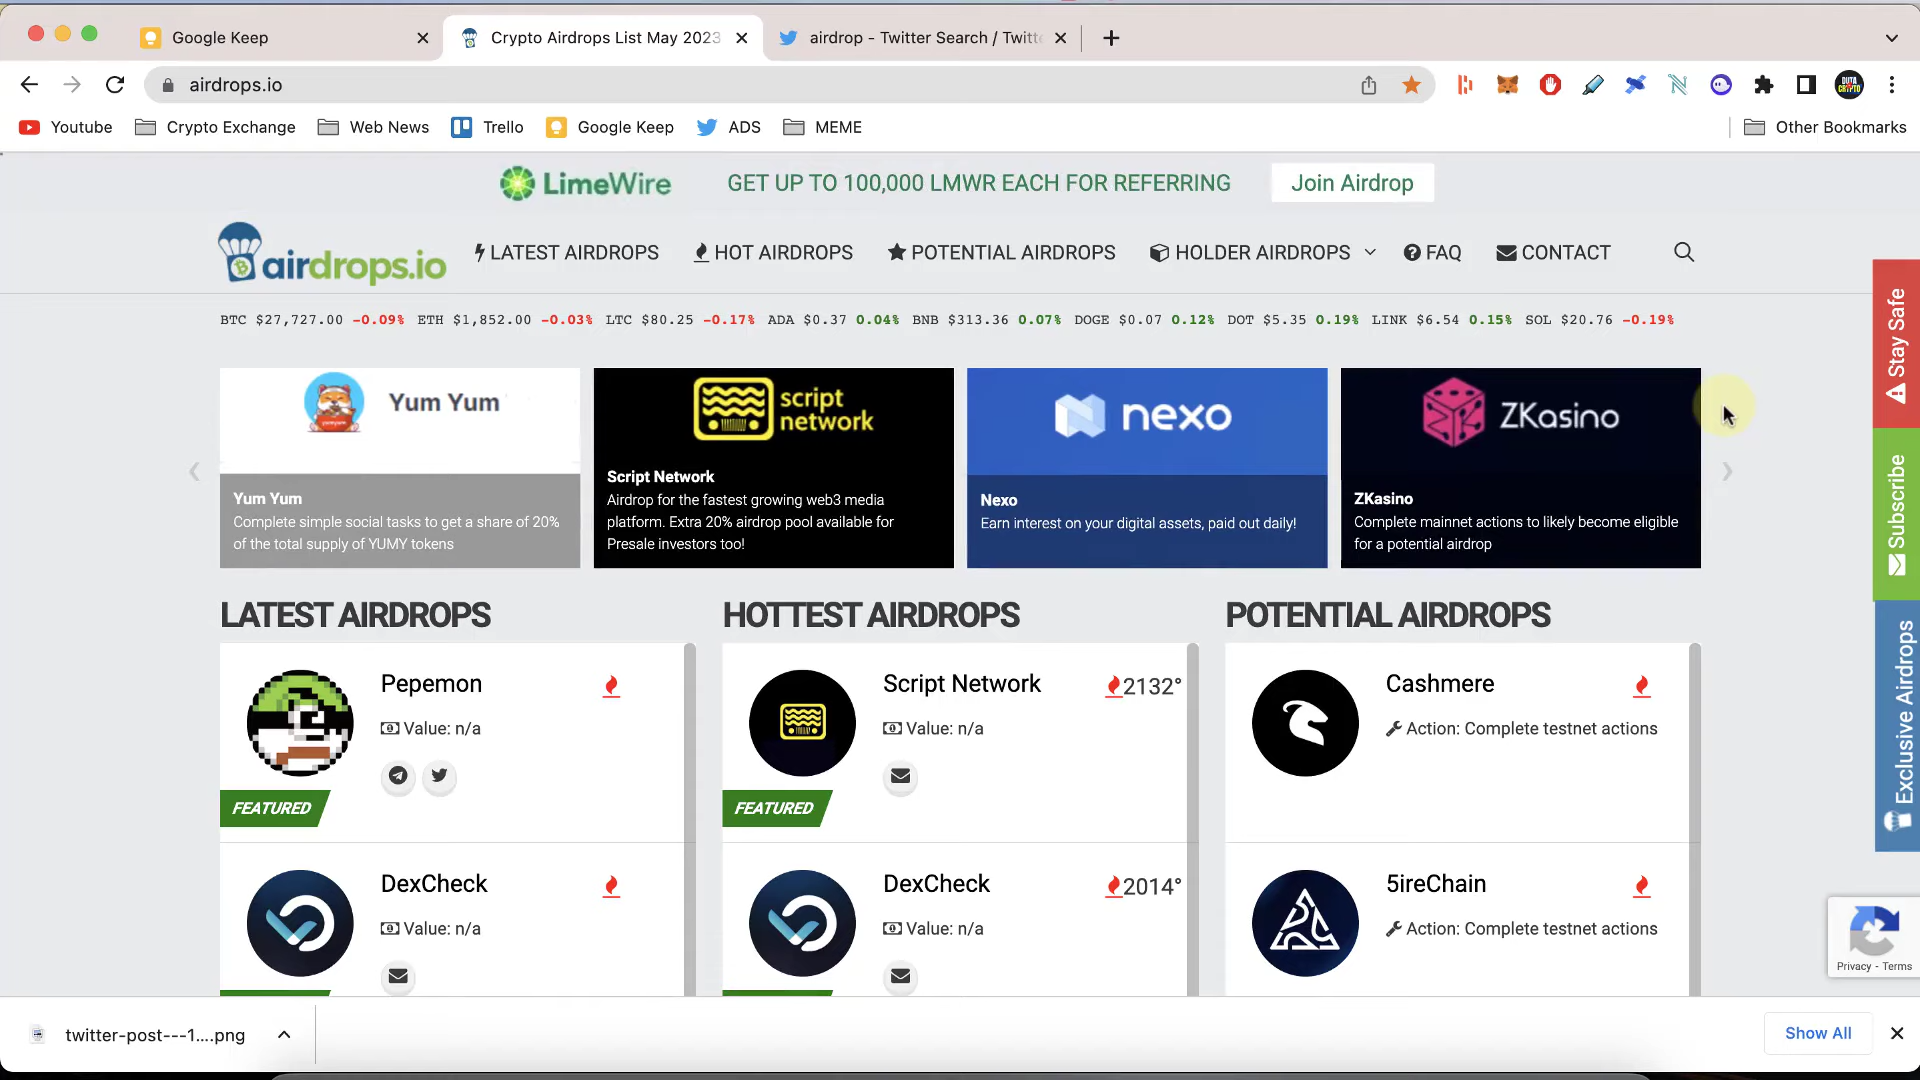 Google Keep
Crypto Airdrops List May 2023
airdrop - Twitter Search / Twitt
airdrops.io
Youtube
Crypto Exchange
Web News
Trello
Google Keep
ADS
MEME
Other Bookmarks
LimeWire
GET UP TO 100,000 LMWR EACH FOR REFERRING
Join Airdrop
airdrops.io
LATEST AIRDROPS
HOT AIRDROPS
POTENTIAL AIRDROPS
HOLDER AIRDROPS
FAQ
CONTACT
BTC $27,727.00 -0.09% ETH $1,852.00 -0.03% LTC $80.25 -0.17% ADA $0.37 0.04% BNB $313.36 0.07% DOGE $0.07 0.12% DOT $5.35 0.19% LINK $6.54 0.15% SOL $20.76 -0.19%
Yum Yum
Yum Yum
Complete simple social tasks to get a share of 20%
of the total supply of YUMY tokens
script
network
Script Network
Airdrop for the fastest growing web3 media
platform. Extra 20% airdrop pool available for
Presale investors too!
nexo
Nexo
Earn interest on your digital assets, paid out daily!
ZKasino
ZKasino
Complete mainnet actions to likely become eligible
for a potential airdrop
Stay Safe
Subscribe
Exclusive Airdrops
LATEST AIRDROPS
Pepemon
Value: n/a
FEATURED
DexCheck
Value: n/a
HOTTEST AIRDROPS
Script Network
2132°
Value: n/a
FEATURED
DexCheck
2014°
Value: n/a
POTENTIAL AIRDROPS
Cashmere
Action: Complete testnet actions
5ireChain
Action: Complete testnet actions
Privacy - Terms
twitter-post---1....png
Show All